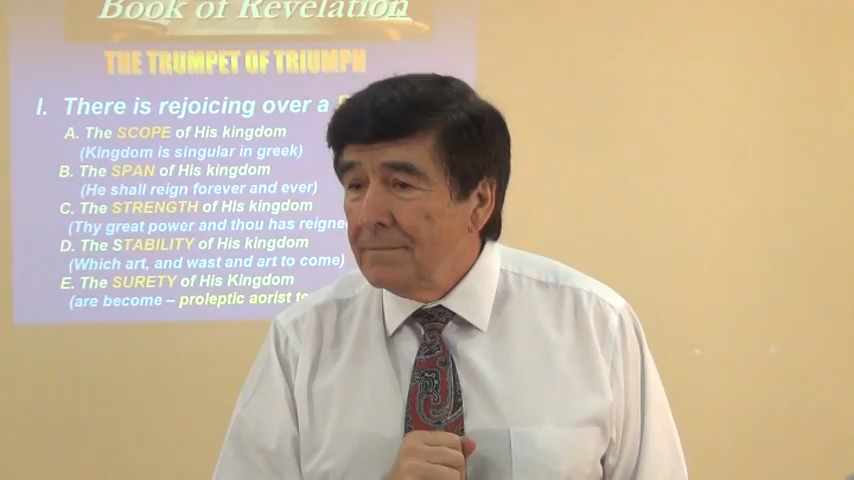 Book of Revelation
THE TRUMPET OF TRIUMPH
I. There is rejoicing over a
A. The SCOPE of His kingdom
(Kingdom is singular in greek)
B. The SPAN of His kingdom
(He shall reign forever and ever)
C. The STRENGTH of HIs kingdom
(Thy great power and thou has reigned
D. The STABILITY of His kingdom
(Which art, and wast and art to come)
E. The SURETY of His Kingdom
(are become – proleptic aorist